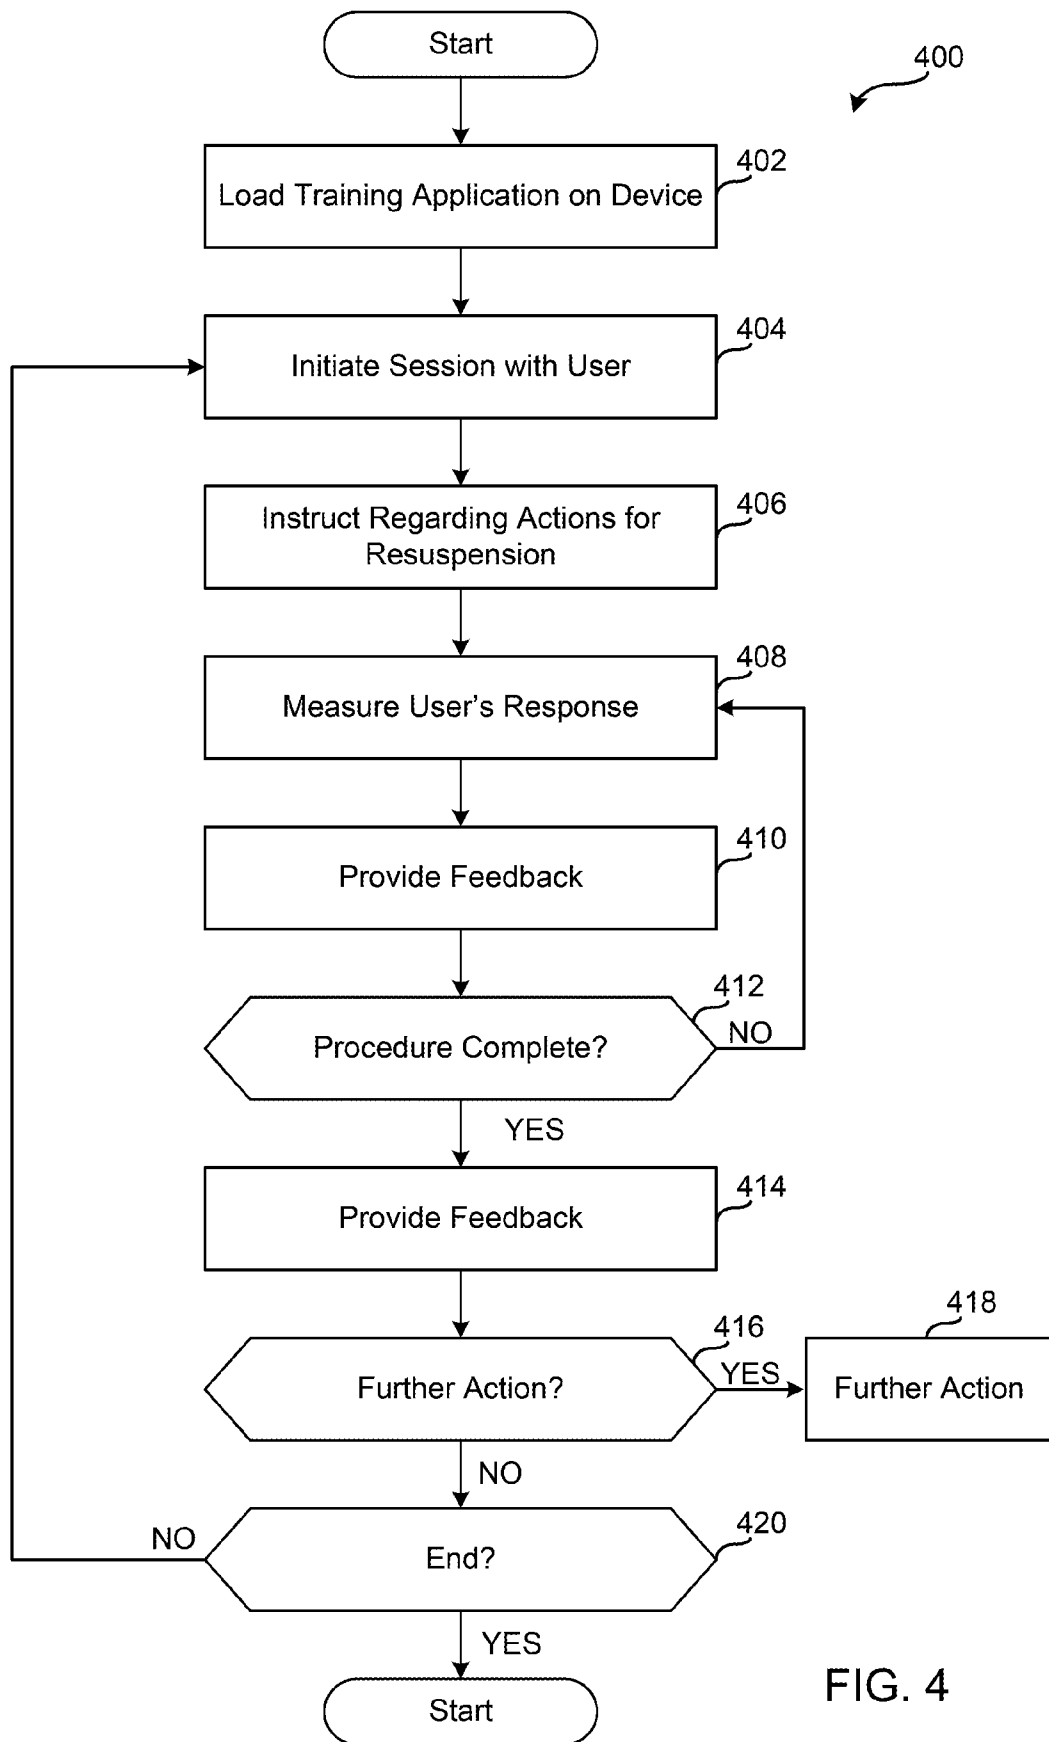 Start
400
402
Load Training Application on Device
404
Initiate Session with User
406
Instruct Regarding Actions for
Resuspension
408
Measure User's Response
410
Provide Feedback
412
Procedure Complete?
NO
YES
414
Provide Feedback
416
Further Action?
YES
418
Further Action
NO
420
End?
NO
YES
Start
FIG. 4